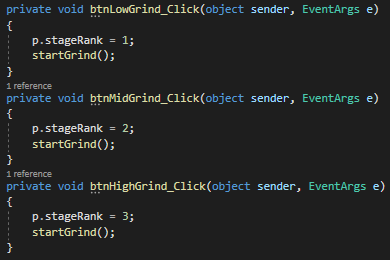 private void btnLowGrind_Click(object sender, EventArgs e)
{
p.stageRank = 1;
startGrind();
}
1 reference
private void btnMidGrind_Click(object sender, EventArgs e)
{
p.stageRank = 2;
startGrind();
}
1 reference
private void btnHighGrind_Click(object sender, EventArgs e)
{
p.stageRank = 3;
startGrind();
}